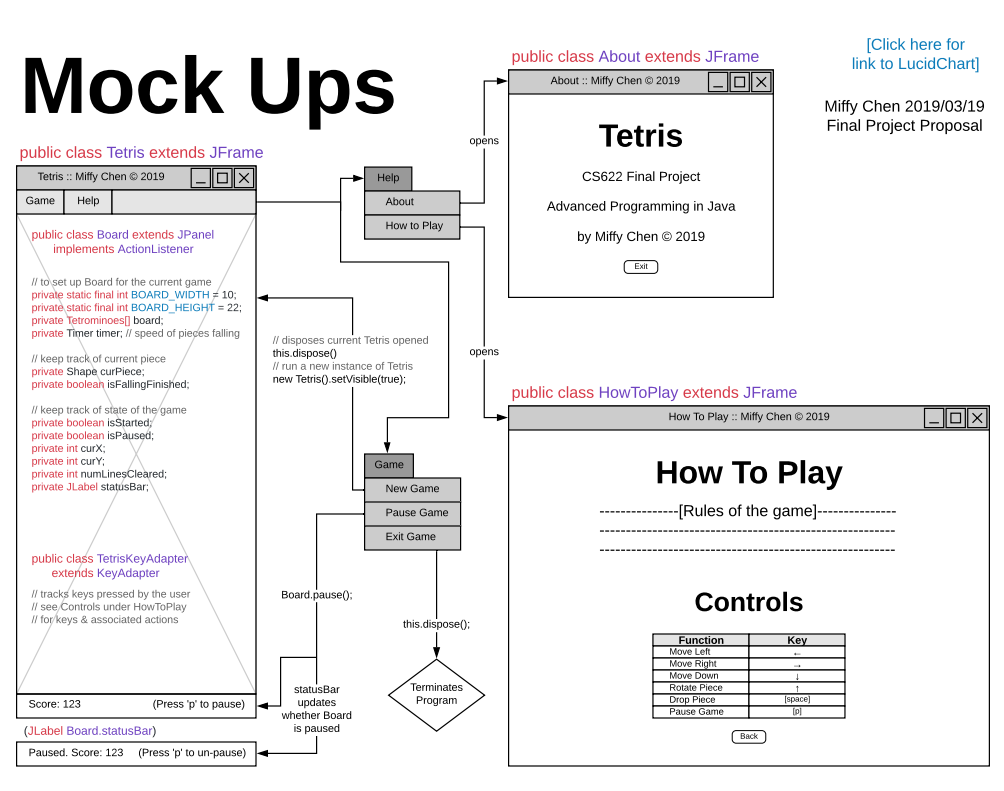 Mock Ups
[Click here for
link to LucidChart]
Miffy Chen 2019/03/19
Final Project Proposal
public class Tetris extends JFrame
Tetris :: Miffy Chen © 2019
Game
Help
public class Board extends JPanel
implements ActionListener
// to set up Board for the current game
private static final int BOARD_WIDTH = 10;
private static final int BOARD_HEIGHT = 22;
private Tetrominoes[] board;
private Timer timer; // speed of pieces falling
// keep track of current piece
private Shape curPiece;
private boolean isFallingFinished;
// keep track of state of the game
private boolean isStarted;
private boolean isPaused;
private int curX;
private int curY;
private int numLinesCleared;
private JLabel statusBar;
public class TetrisKeyAdapter
extends KeyAdapter
// tracks keys pressed by the user
// see Controls under HowToPlay
// for keys & associated actions
Score: 123 (Press 'p' to pause)
(JLabel Board.statusBar)
Paused. Score: 123 (Press 'p' to un-pause)
Help
About
How to Play
opens
opens
// disposes current Tetris opened
this.dispose()
// run a new instance of Tetris
new Tetris().setVisible(true);
Game
New Game
Pause Game
Exit Game
Board.pause();
this.dispose();
statusBar
updates
whether Board
is paused
Terminates
Program
public class About extends JFrame
About :: Miffy Chen © 2019
Tetris
CS622 Final Project
Advanced Programming in Java
by Miffy Chen © 2019
Exit
public class HowToPlay extends JFrame
How To Play :: Miffy Chen © 2019
How To Play
---------------[Rules of the game]---------------
---------------------------------------------------------
---------------------------------------------------------
Controls
Function Key
Move Left ←
Move Right →
Move Down ↓
Rotate Piece ↑
Drop Piece [space]
Pause Game [p]
Back